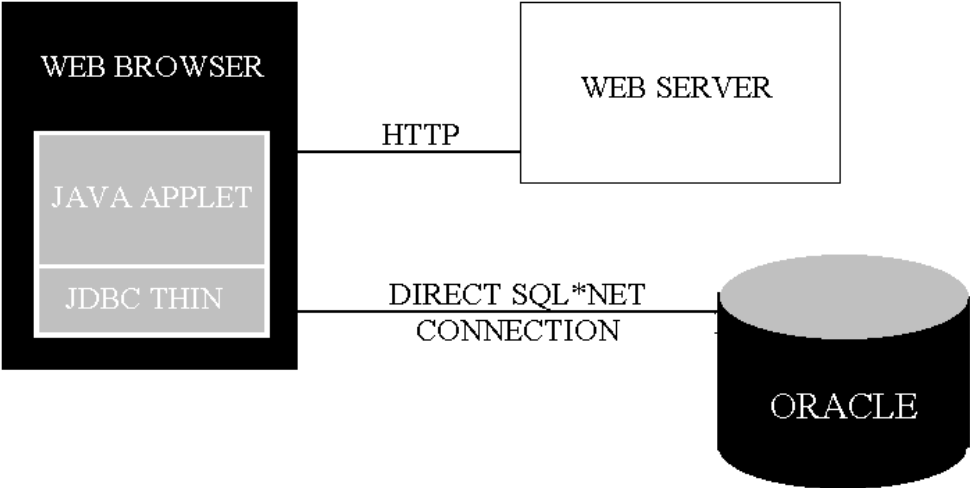 WEB BROWSER
WEB SERVER
HTTP
JAVA APPLET
JDBC THIN
DIRECT SQL*NET
CONNECTION
ORACLE